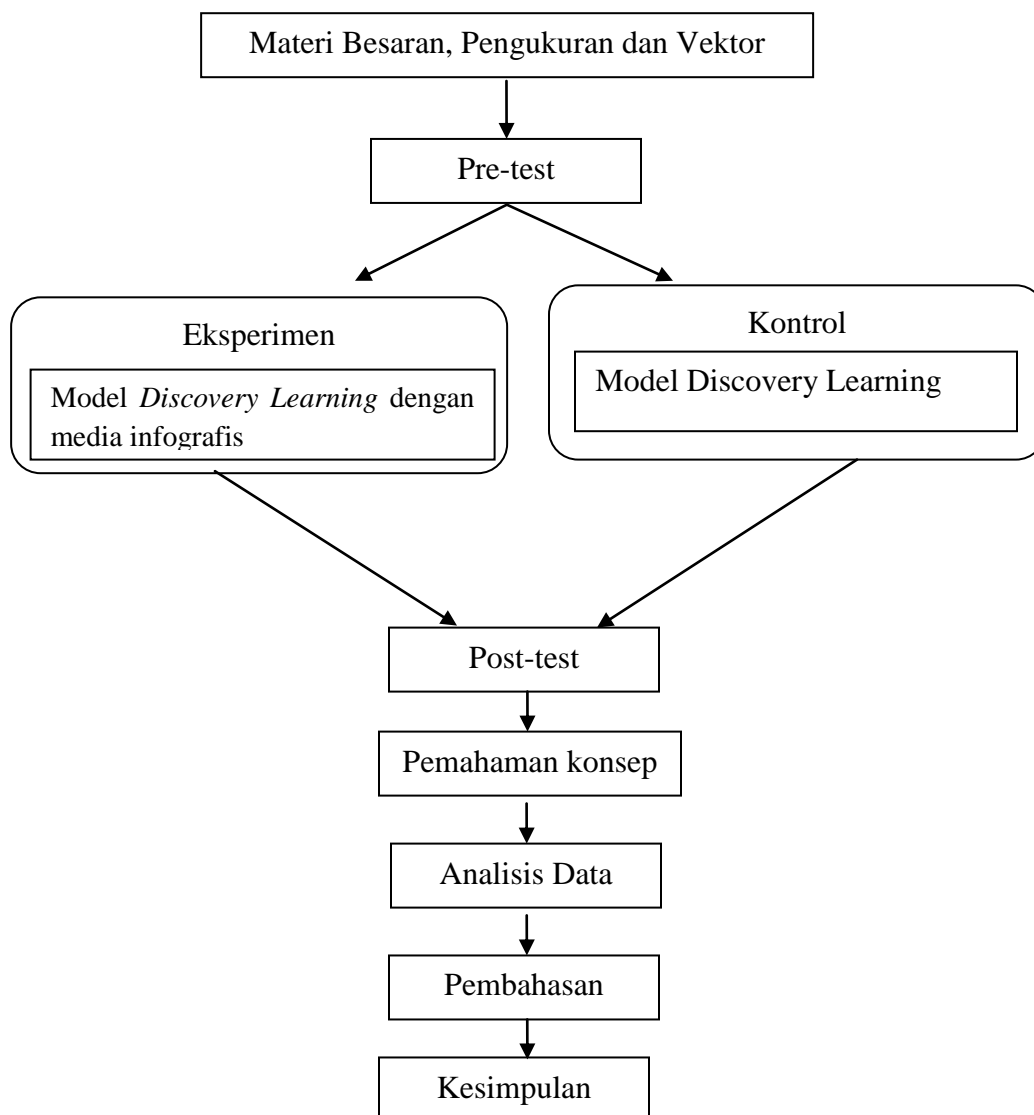 Materi Besaran, Pengukuran dan Vektor
Pre-test
Eksperimen
Model Discovery Learning dengan
media infografis
Kontrol
Model Discovery Learning
Post-test
Pemahaman konsep
Analisis Data
Pembahasan
Kesimpulan